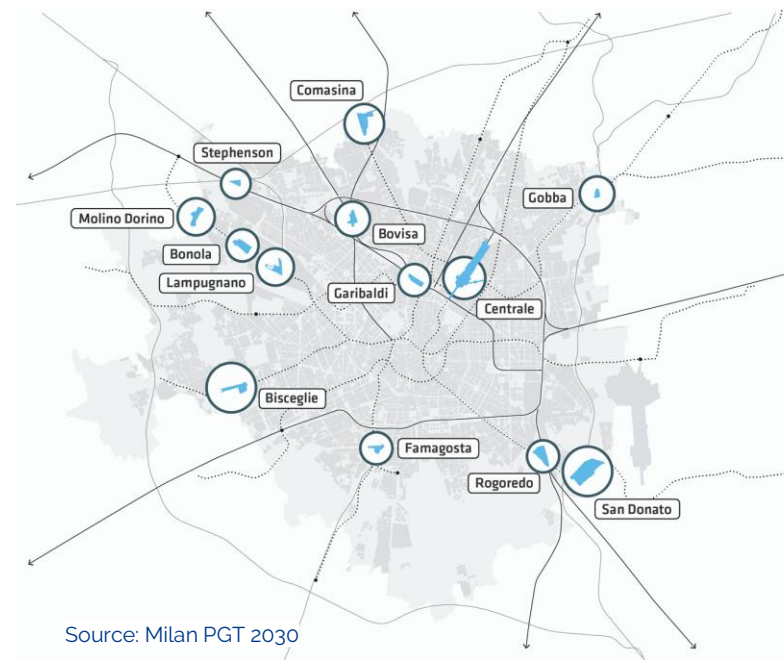 Comasina
Stephenson
Gobba
Molino Dorino
Bovisa
Bonola
Lampugnano
Garibaldi
Centrale
Bisceglie
Famagosta
Rogoredo
San Donato
Source: Milan PGT 2030